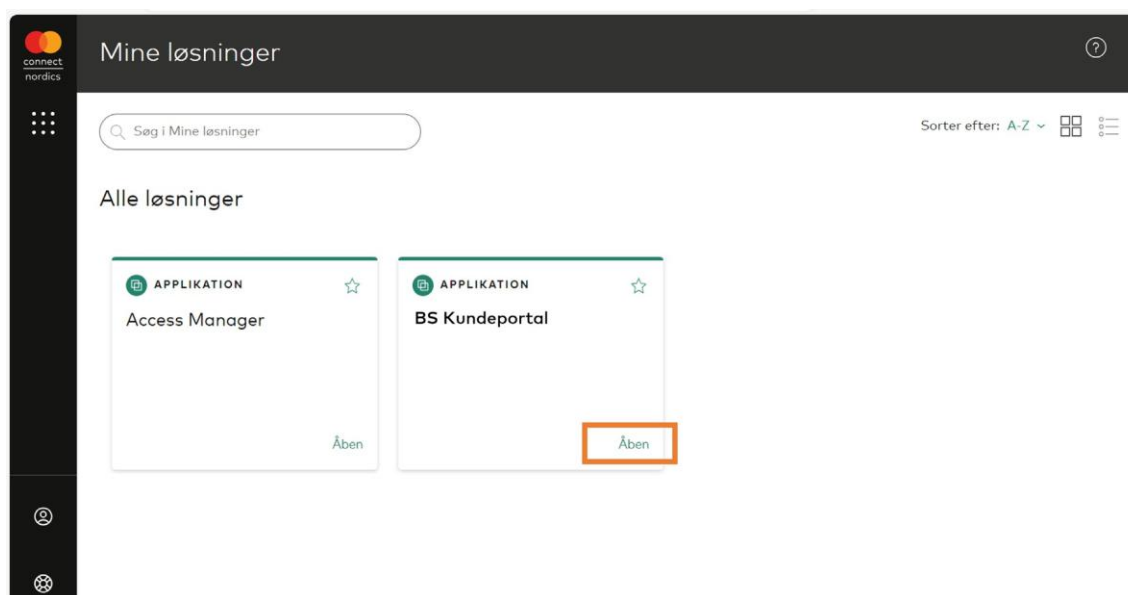 connect
nordics
Mine løsninger
Søg i Mine løsninger
Sorter efter: A-Z
Alle løsninger
APPLIKATION
Access Manager
Åben
APPLIKATION
BS Kundeportal
Åben